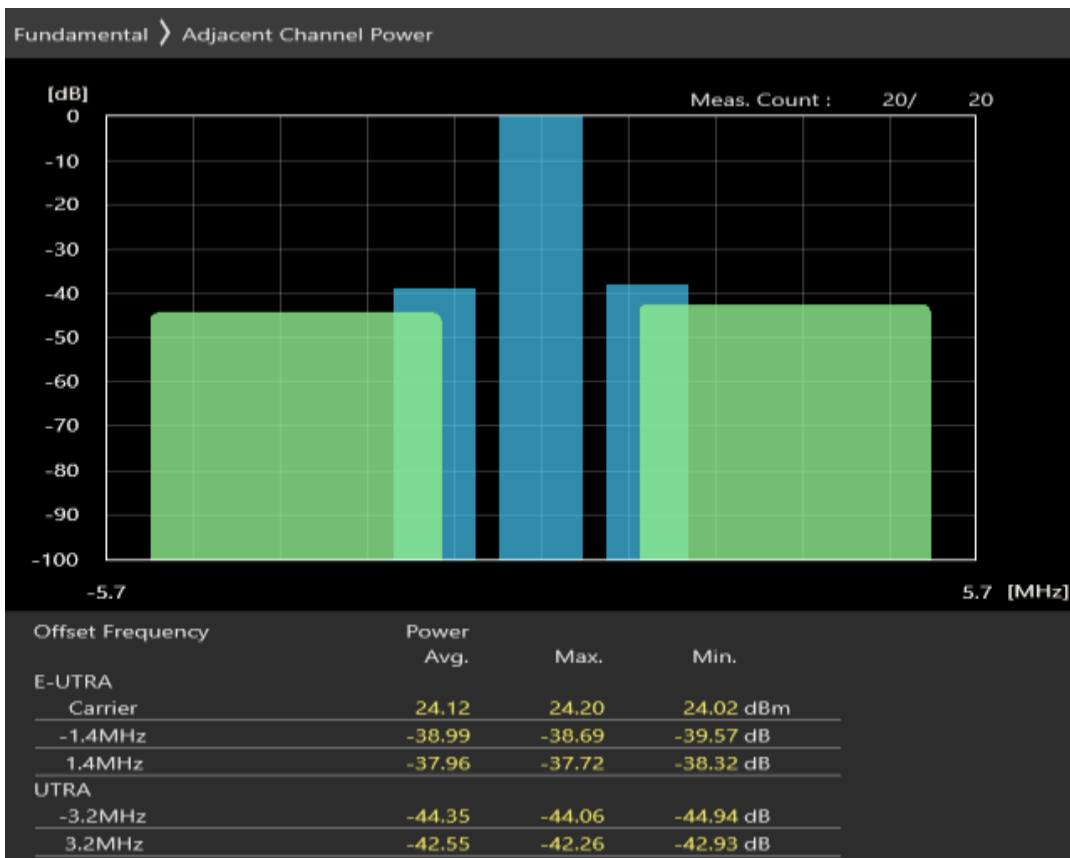 Fundamental 〉 Adjacent Channel Power
[dB]
Meas. Count : 20/ 20
0
-10
-20
-30
-40
-50
-60
-70
-80
-90
-100
-5.7 5.7 [MHz]
Offset Frequency Power
Avg. Max. Min.
E-UTRA
Carrier 24.12 24.20 24.02 dBm
-1.4MHz -38.99 -38.69 -39.57 dB
1.4MHz -37.96 -37.72 -38.32 dB
UTRA
-3.2MHz -44.35 -44.06 -44.94 dB
3.2MHz -42.55 -42.26 -42.93 dB